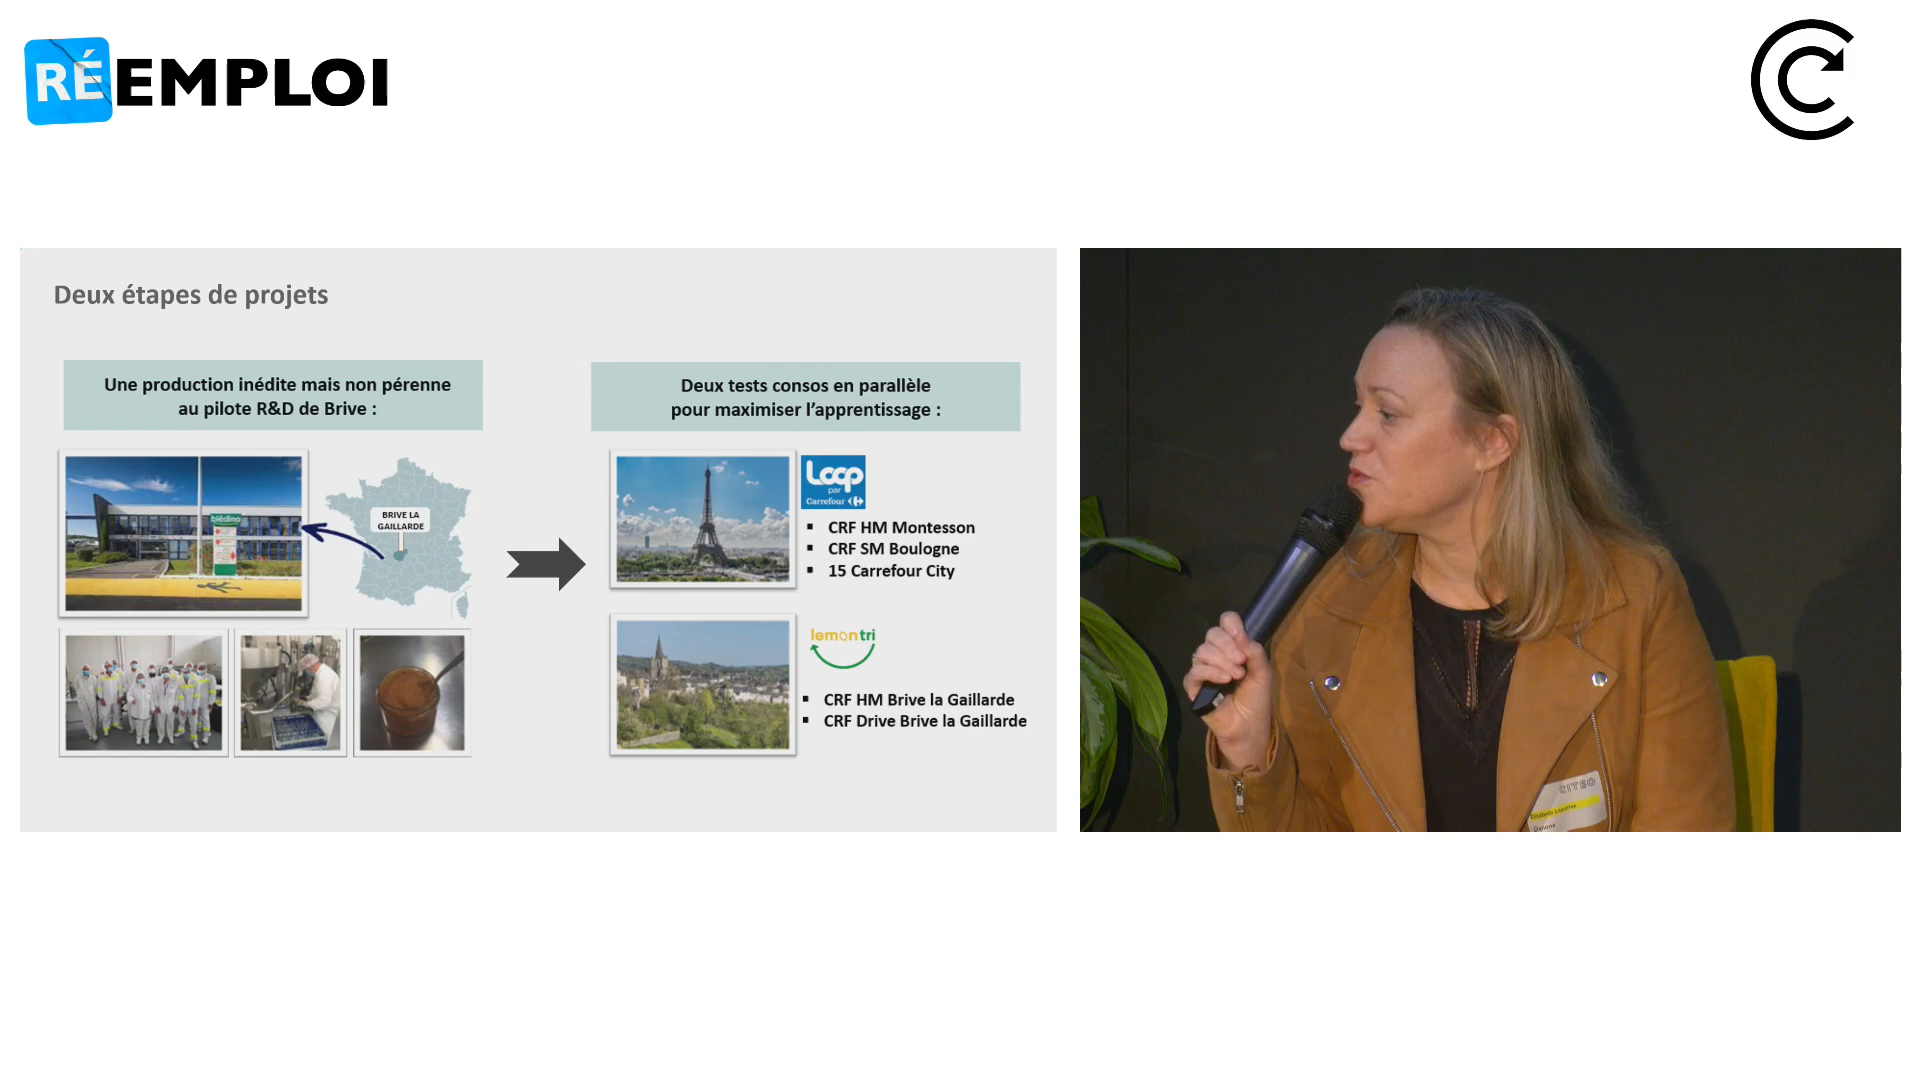 RÉEMPLOI
Deux étapes de projets
Une production inédite mais non pérenne
au pilote R&D de Brive :
Deux tests consos en parallèle
pour maximiser l'apprentissage :
blédina
BRIVE LA
GAILLARDE
Loop
par
Carrefour
▪ CRF HM Montesson
▪ CRF SM Boulogne
▪ 15 Carrefour City
lemontri
▪ CRF HM Brive la Gaillarde
▪ CRF Drive Brive la Gaillarde
CITEO
Danone